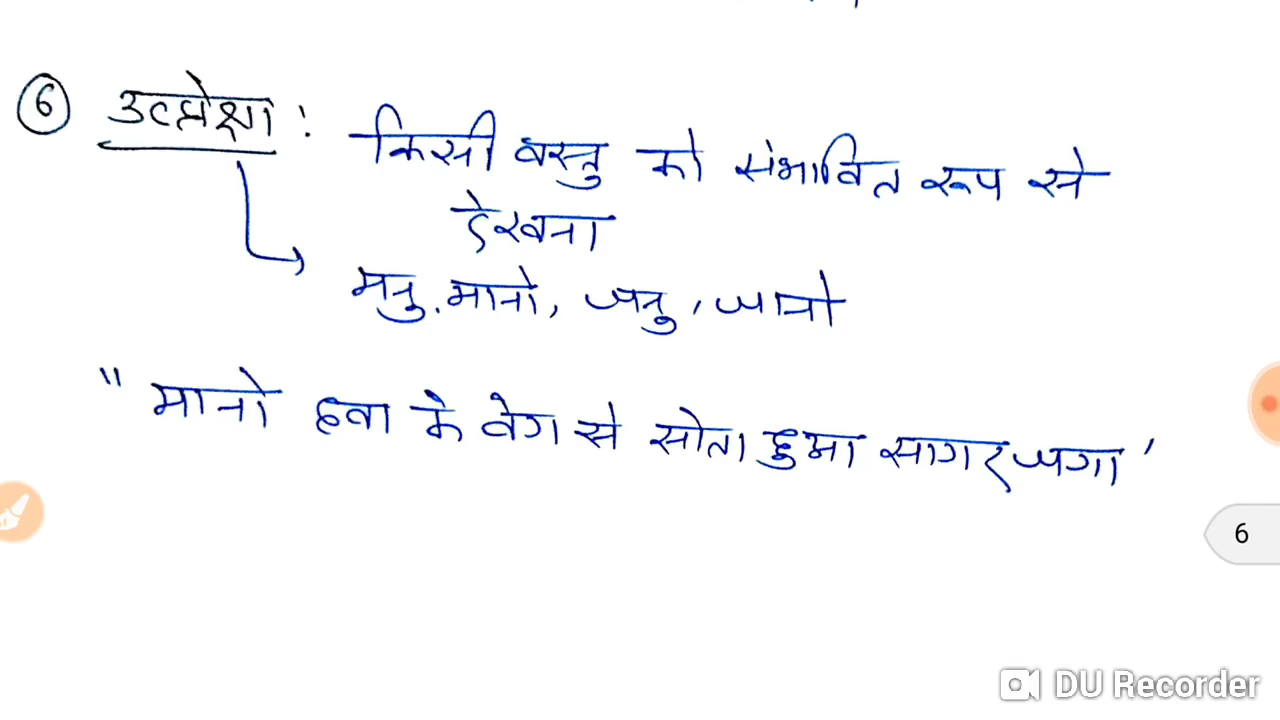 ⑥ उत्प्रेक्षा : किसी वस्तु को संभावित रूप से
देखना
मनु, मानो, जनु, जानो
" मानो हवा के वेग से सोता हुआ सागर जगा '
6
DU Recorder